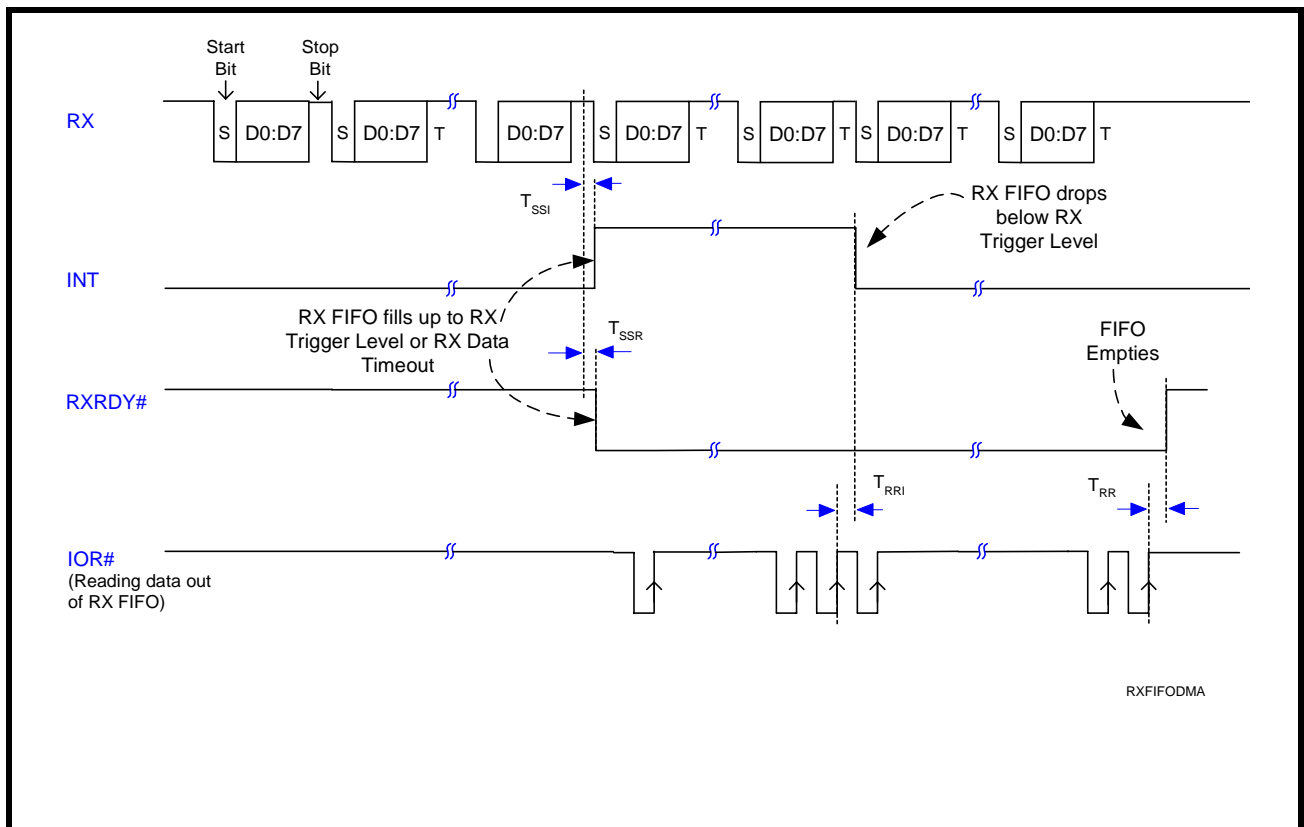 Start
Bit
Stop
Bit
RX
S D0:D7 S D0:D7 T D0:D7 S D0:D7 T S D0:D7 T S D0:D7 T S D0:D7 T
TSSI
RX FIFO drops
below RX
Trigger Level
INT
RX FIFO fills up to RX
Trigger Level or RX Data
Timeout
TSSR
FIFO
Empties
RXRDY#
TRRI
TRR
IOR#
(Reading data out
of RX FIFO)
RXFIFODMA